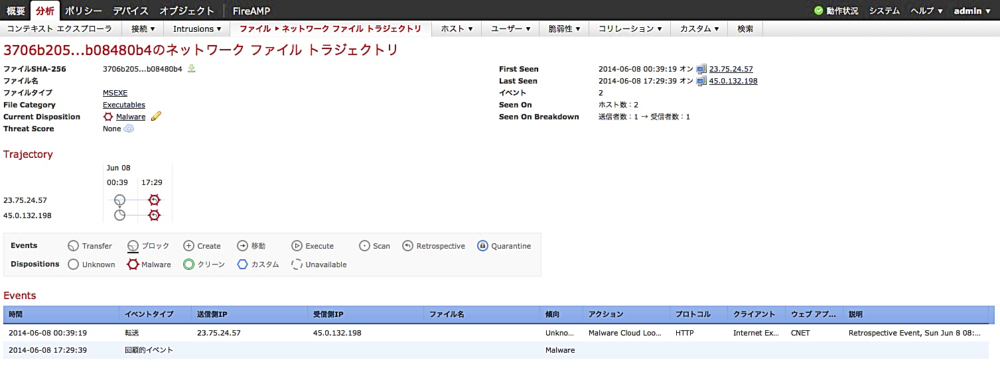 概要 分析 ポリシー デバイス オブジェクト FireAMP 動作状況 システム ヘルプ ▼ admin ▼
コンテキスト エクスプローラ 接続 ▼ Intrusions ▼ ファイル ▶ ネットワーク ファイル トラジェクトリ ホスト ▼ ユーザー ▼ 脆弱性 ▼ コリレーション ▼ カスタム ▼ 検索
3706b205...b08480b4のネットワーク ファイル トラジェクトリ
ファイルSHA-256 3706b205...b08480b4 First Seen 2014-06-08 00:39:19 オン 23.75.24.57
ファイル名 Last Seen 2014-06-08 17:29:39 オン 45.0.132.198
ファイルタイプ MSEXE イベント 2
File Category Executables Seen On ホスト数：2
Current Disposition Malware Seen On Breakdown 送信者数：1 → 受信者数：1
Threat Score None
Trajectory
Jun 08
00:39 17:29
23.75.24.57
45.0.132.198
Events Transfer ブロック Create 移動 Execute Scan Retrospective Quarantine
Dispositions Unknown Malware クリーン カスタム Unavailable
Events
時間 イベントタイプ 送信側IP 受信側IP ファイル名 傾向 アクション プロトコル クライアント ウェブ アプ... 説明
2014-06-08 00:39:19 転送 23.75.24.57 45.0.132.198 Unkno... Malware Cloud Loo... HTTP Internet Ex... CNET Retrospective Event, Sun Jun 8 08:...
2014-06-08 17:29:39 回顧的イベント Malware